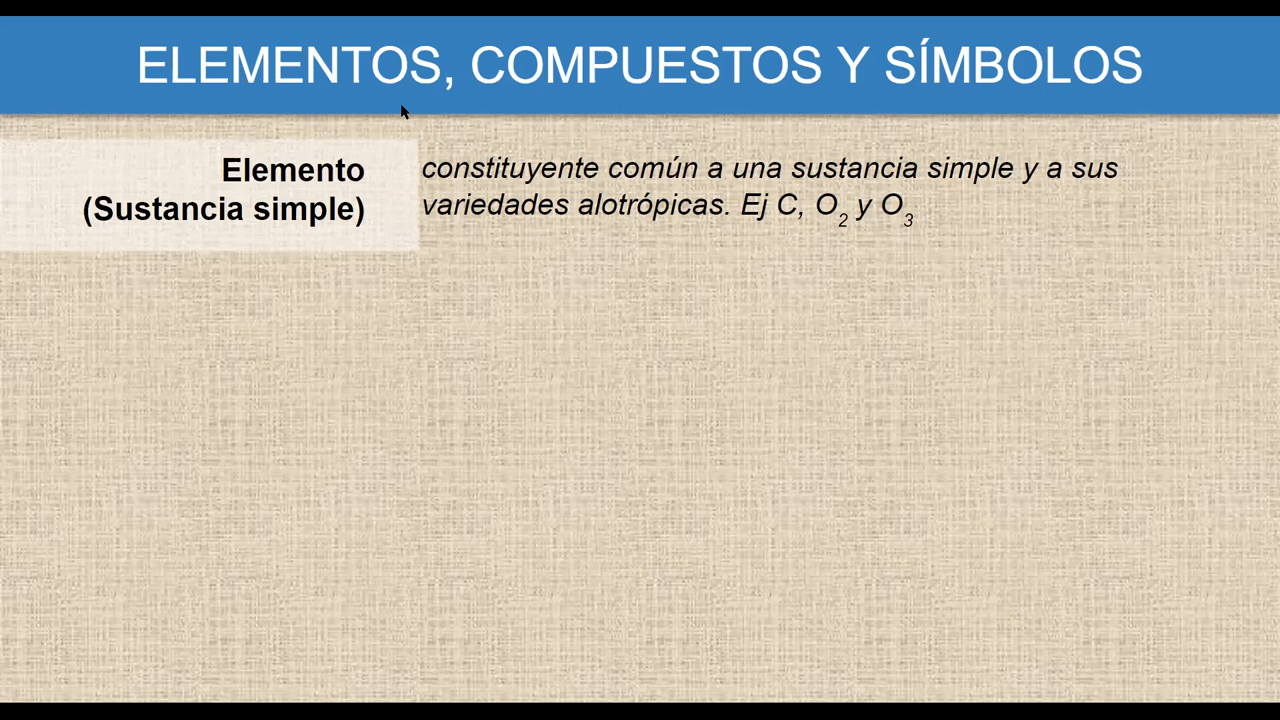 ELEMENTOS, COMPUESTOS Y SÍMBOLOS
Elemento
(Sustancia simple)
constituyente común a una sustancia simple y a sus
variedades alotrópicas. Ej C, O₂ y O₃